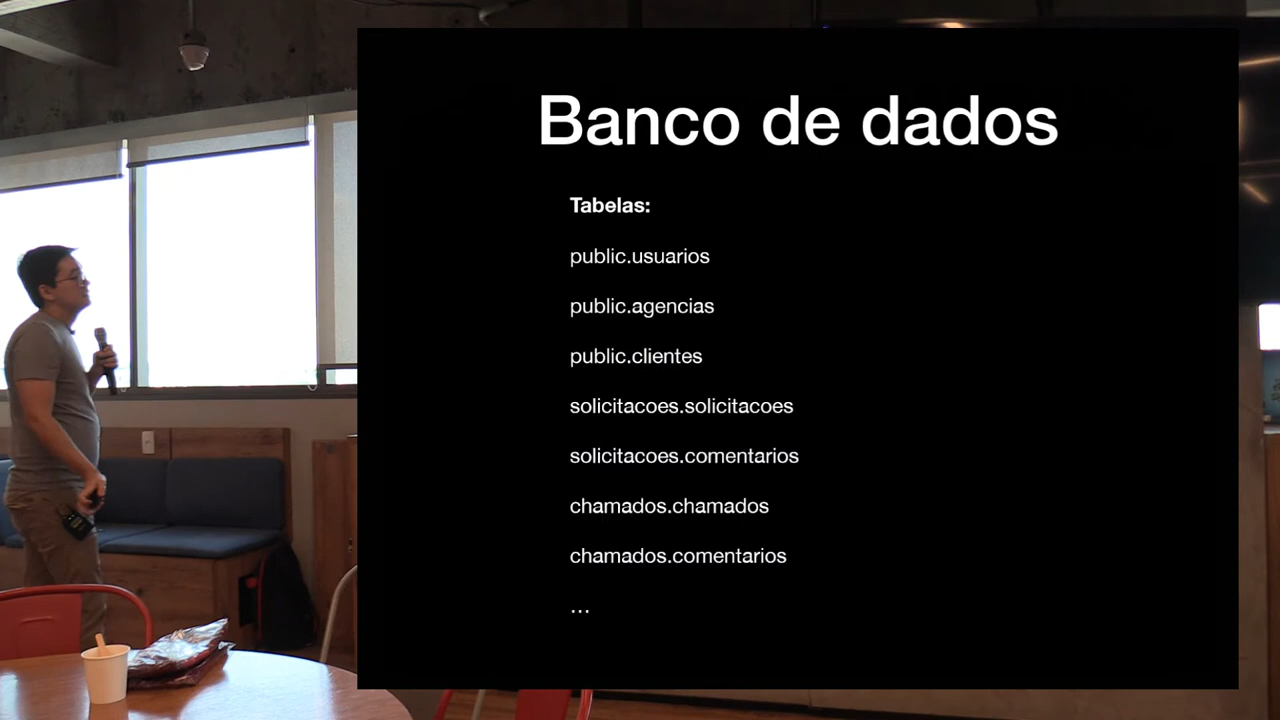 Banco de dados
Tabelas:
public.usuarios
public.agencias
public.clientes
solicitacoes.solicitacoes
solicitacoes.comentarios
chamados.chamados
chamados.comentarios
...